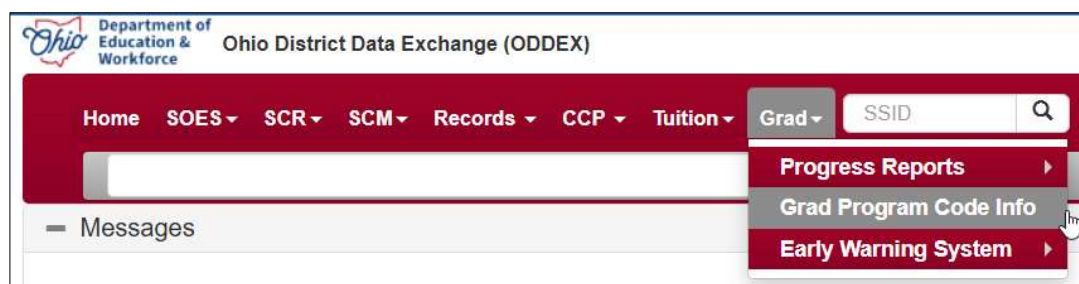 Ohio
Department of
Education &
Workforce
Ohio District Data Exchange (ODDEX)
Home SOES SCR SCM Records CCP Tuition Grad SSID
Progress Reports
Grad Program Code Info
Messages
Early Warning System